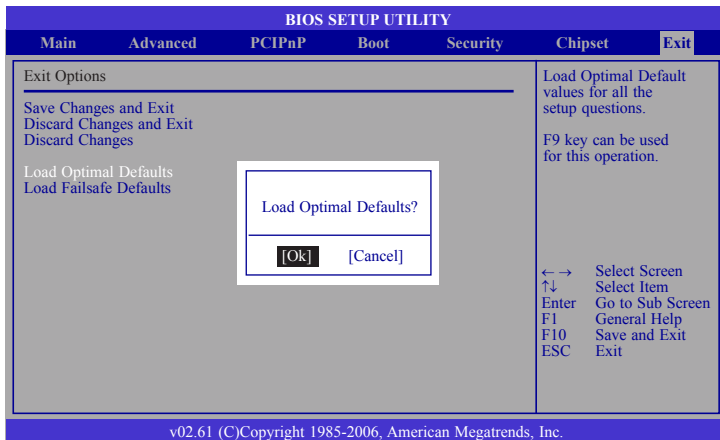 BIOS SETUP UTILITY
Main Advanced PCIPnP Boot Security Chipset Exit
Exit Options
Save Changes and Exit
Discard Changes and Exit
Discard Changes
Load Optimal Defaults
Load Failsafe Defaults
Load Optimal Defaults?
[Ok] [Cancel]
Load Optimal Default
values for all the
setup questions.
F9 key can be used
for this operation.
←→ Select Screen
↑↓ Select Item
Enter Go to Sub Screen
F1 General Help
F10 Save and Exit
ESC Exit
v02.61 (C)Copyright 1985-2006, American Megatrends, Inc.